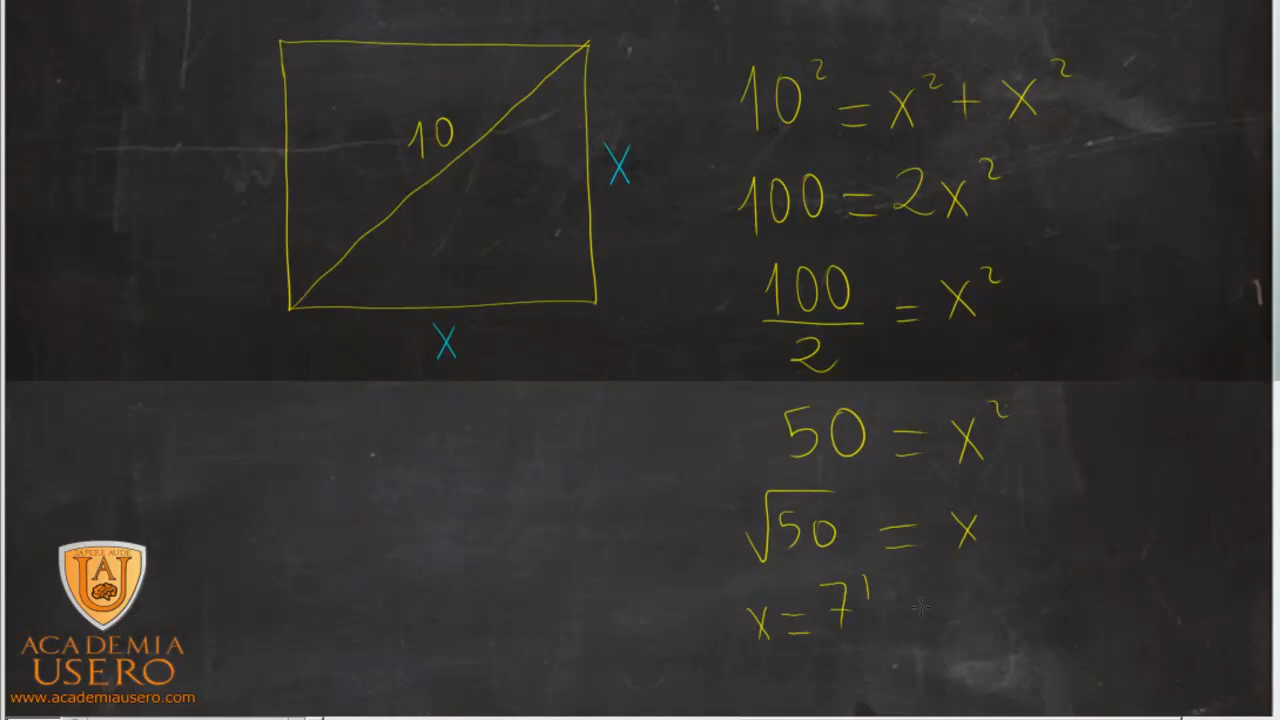 10
X
X
10² = x² + x²
100 = 2x²
100/2 = x²
50 = x²
√50 = x
x = 7'
SAPERE AUDE
UA
ACADEMIA
USERO
www.academiausero.com